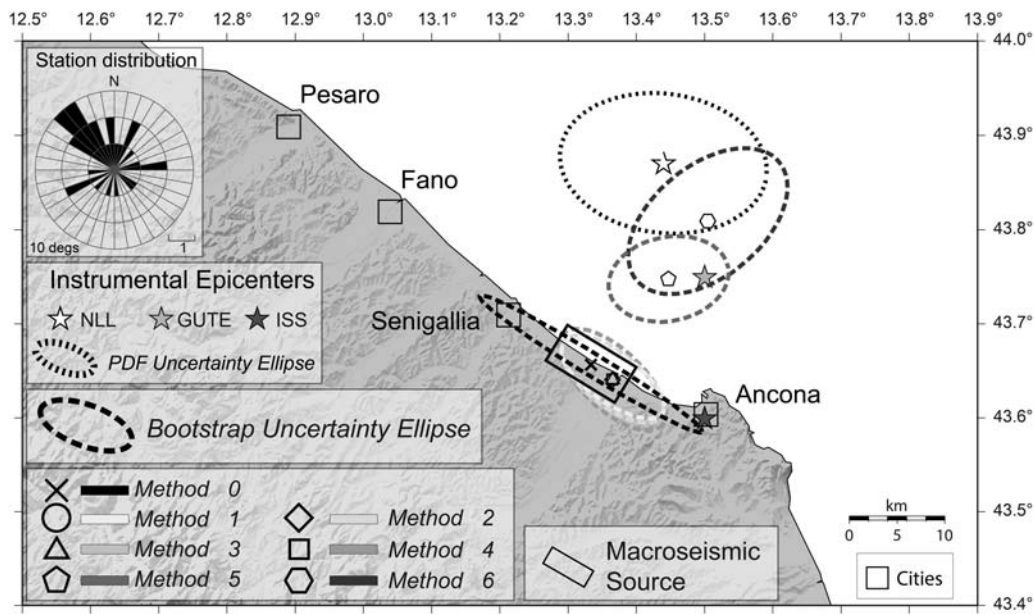 12.5° 12.6° 12.7° 12.8° 12.9° 13.0° 13.1° 13.2° 13.3° 13.4° 13.5° 13.6° 13.7° 13.8° 13.9°
44.0°
Station distribution
N
10 degs
1
Pesaro
43.9°
Fano
43.8°
Instrumental Epicenters
NLL GUTE ISS
PDF Uncertainty Ellipse
Senigallia
43.7°
Ancona
Bootstrap Uncertainty Ellipse
43.6°
Method 0
Method 1 Method 2
Method 3 Method 4
Method 5 Method 6
Macroseismic
Source
km
0 5 10
43.5°
Cities
43.4°